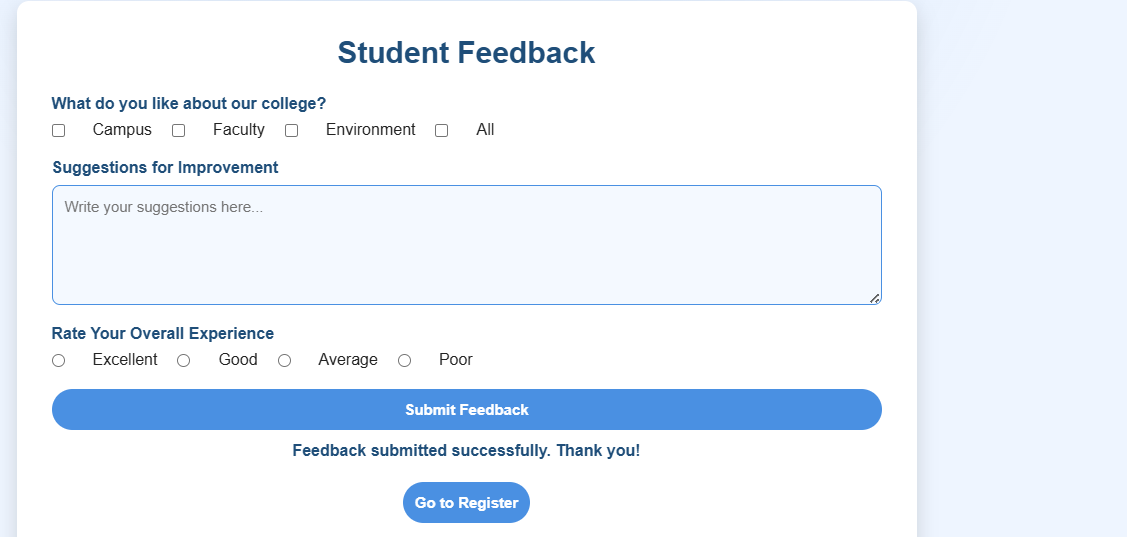 Student Feedback
What do you like about our college?
Campus Faculty Environment All
Suggestions for Improvement
Write your suggestions here...
Rate Your Overall Experience
Excellent Good Average Poor
Submit Feedback
Feedback submitted successfully. Thank you!
Go to Register